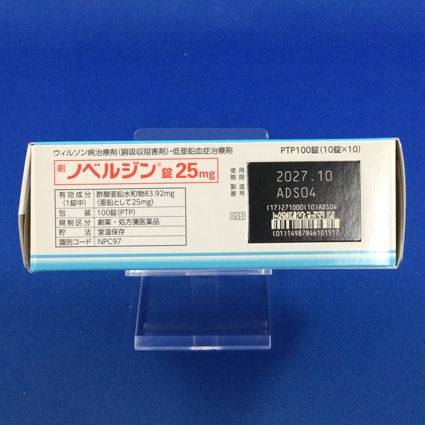 ウィルソン病治療剤(銅吸収阻害剤)・低亜鉛血症治療剤
PTP100錠(10錠×10)
劇 ノベルジン®錠25mg
有効成分 酢酸亜鉛水和物83.92mg
(1錠中) (亜鉛として25mg)
包装 100錠(PTP)
規制区分 劇薬・処方箋医薬品
貯法 室温保存
識別コード NPC97
使用期限 2027.10
製造番号 ADS04
(17)271000(10)ADS04
GS1
(01)14987846101517